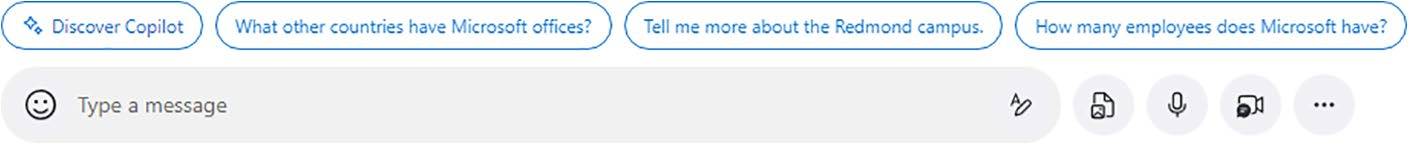 Discover Copilot
What other countries have Microsoft offices?
Tell me more about the Redmond campus.
How many employees does Microsoft have?
Type a message